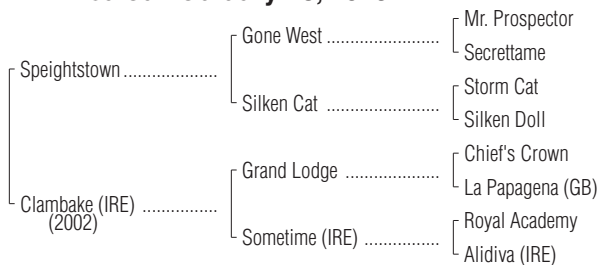 Gone West
Mr. Prospector
Secrettame
Speightstown
Silken Cat
Storm Cat
Silken Doll
Clambake (IRE)
(2002)
Grand Lodge
Chief's Crown
La Papagena (GB)
Sometime (IRE)
Royal Academy
Alidiva (IRE)